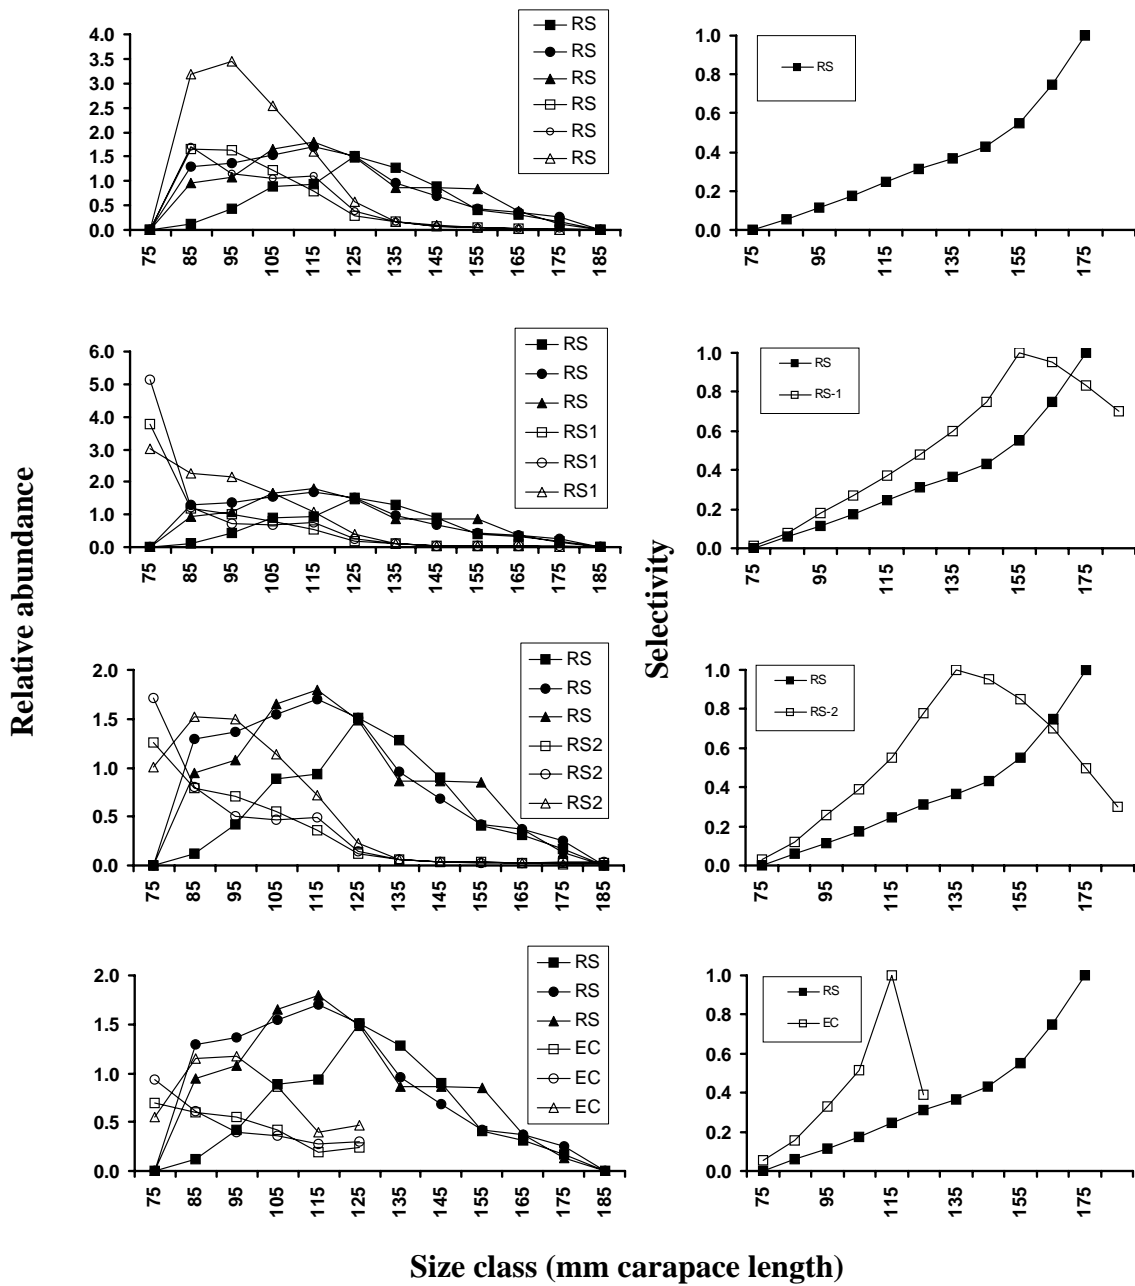 4.0
3.5
3.0
2.5
2.0
1.5
1.0
0.5
0.0
75 85 95 105 115 125 135 145 155 165 175 185
RS
RS
RS
RS
RS
RS
1.0
0.8
0.6
0.4
0.2
0.0
75 95 115 135 155 175
RS
6.0
5.0
4.0
3.0
2.0
1.0
0.0
75 85 95 105 115 125 135 145 155 165 175 185
RS
RS
RS
RS1
RS1
RS1
1.0
0.8
0.6
0.4
0.2
0.0
75 95 115 135 155 175
RS
RS-1
Relative abundance
Selectivity
2.0
1.5
1.0
0.5
0.0
75 85 95 105 115 125 135 145 155 165 175 185
RS
RS
RS
RS2
RS2
RS2
1.0
0.8
0.6
0.4
0.2
0.0
75 95 115 135 155 175
RS
RS-2
2.0
1.5
1.0
0.5
0.0
75 85 95 105 115 125 135 145 155 165 175 185
RS
RS
RS
EC
EC
EC
1.0
0.8
0.6
0.4
0.2
0.0
75 95 115 135 155 175
RS
EC
Size class (mm carapace length)